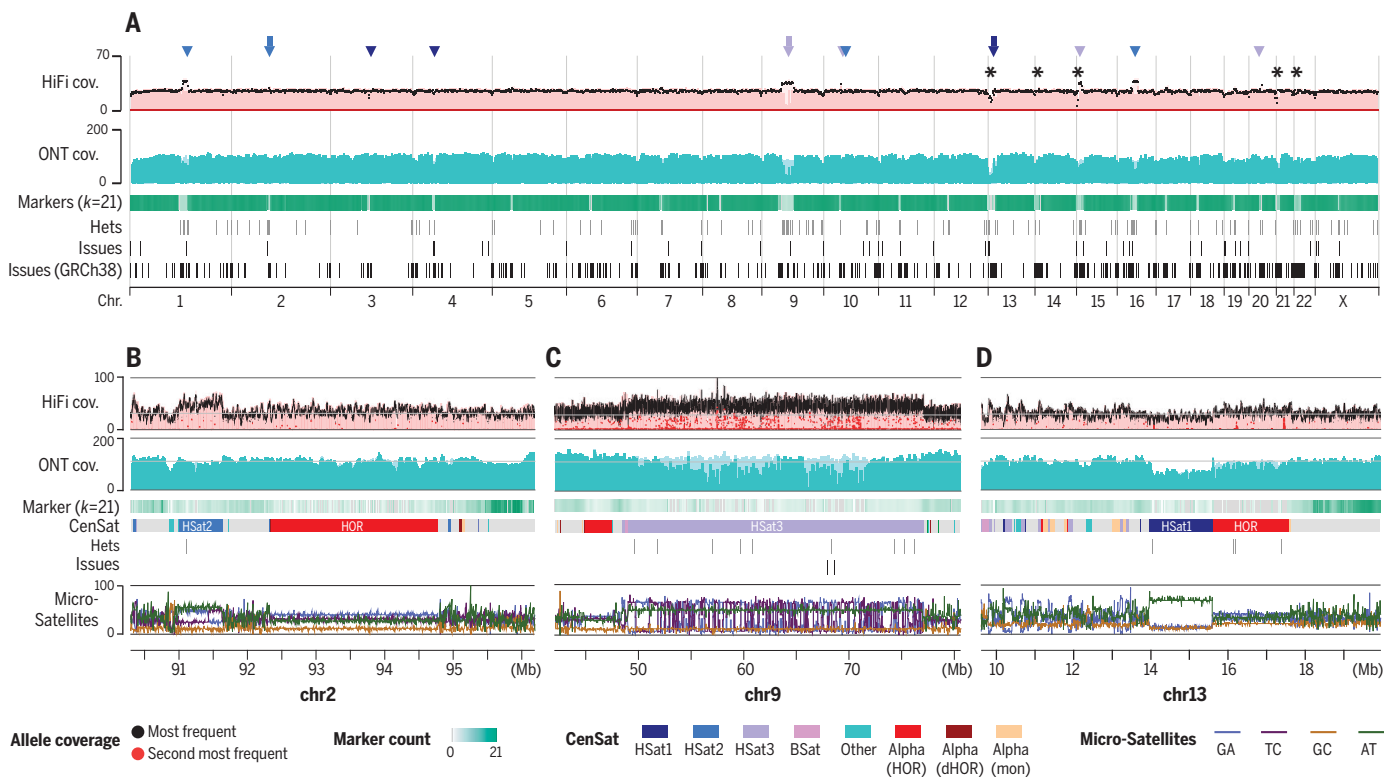 A
70
HiFi cov.
0
* * * * *
200
ONT cov.
0
Markers (k=21)
Hets
Issues
Issues (GRCh38)
Chr. 1 2 3 4 5 6 7 8 9 10 11 12 13 14 15 16 17 18 19 20 21 22 X
B C D
100
HiFi cov.
0
200
ONT cov.
0
Marker (k=21)
CenSat HSat2 HOR HSat3 HSat1 HOR
Hets
Issues
100
Micro-
Satellites
0
91 92 93 94 95 (Mb) 50 60 70 (Mb) 10 12 14 16 18 (Mb)
chr2 chr9 chr13
Allele coverage
Most frequent
Second most frequent
Marker count
0 21
CenSat
HSat1 HSat2 HSat3 BSat Other Alpha (HOR) Alpha (dHOR) Alpha (mon)
Micro-Satellites
GA TC GC AT